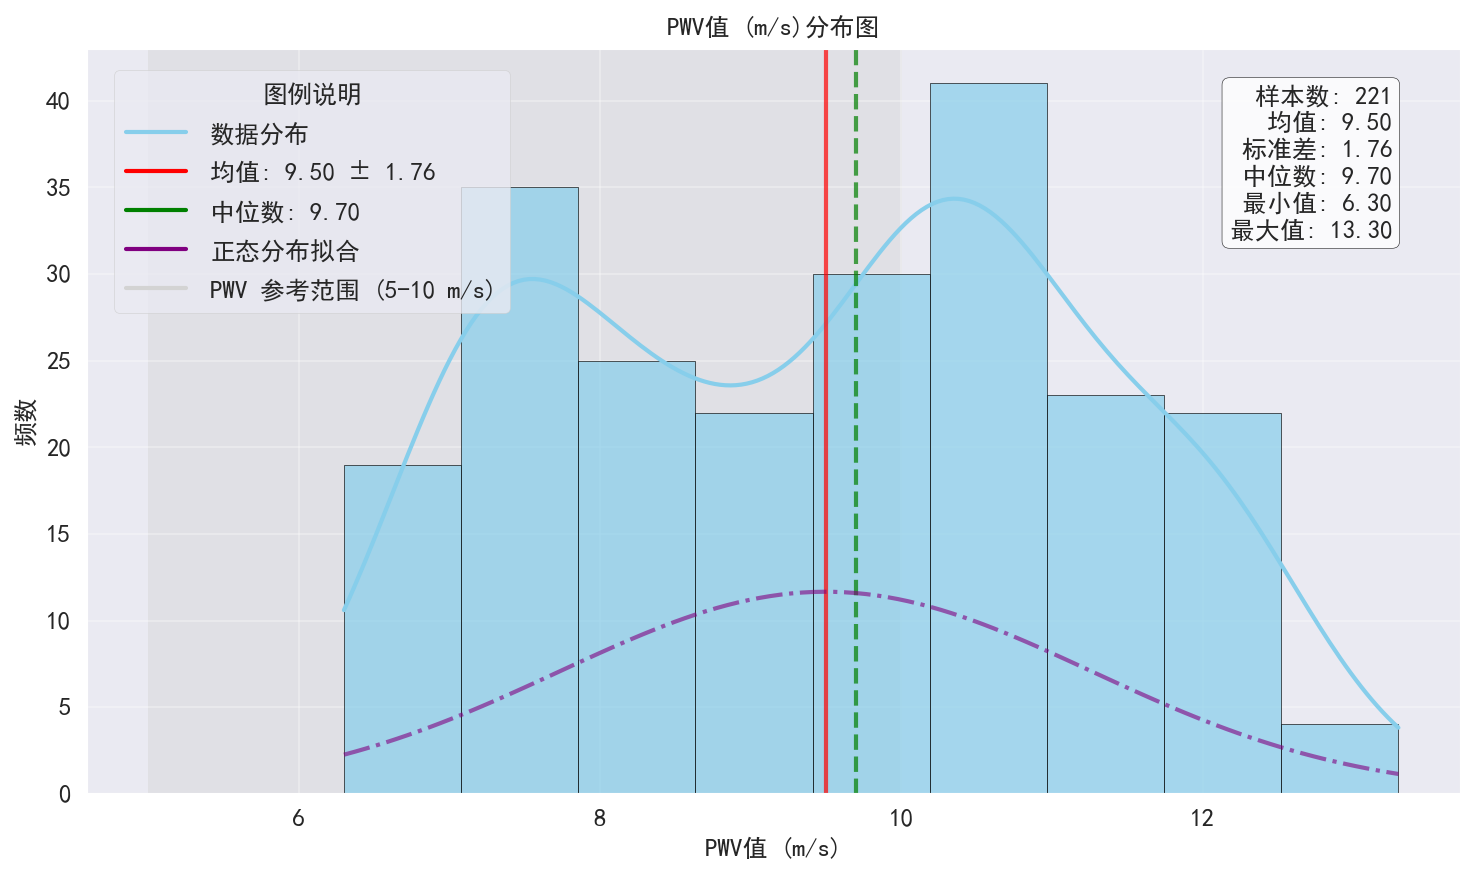 PWV值 (m/s)分布图
图例说明
数据分布
均值: 9.50 ± 1.76
中位数: 9.70
正态分布拟合
PWV 参考范围 (5-10 m/s)
样本数: 221
均值: 9.50
标准差: 1.76
中位数: 9.70
最小值: 6.30
最大值: 13.30
频数
40
35
30
25
20
15
10
5
0
6
8
10
12
PWV值 (m/s)